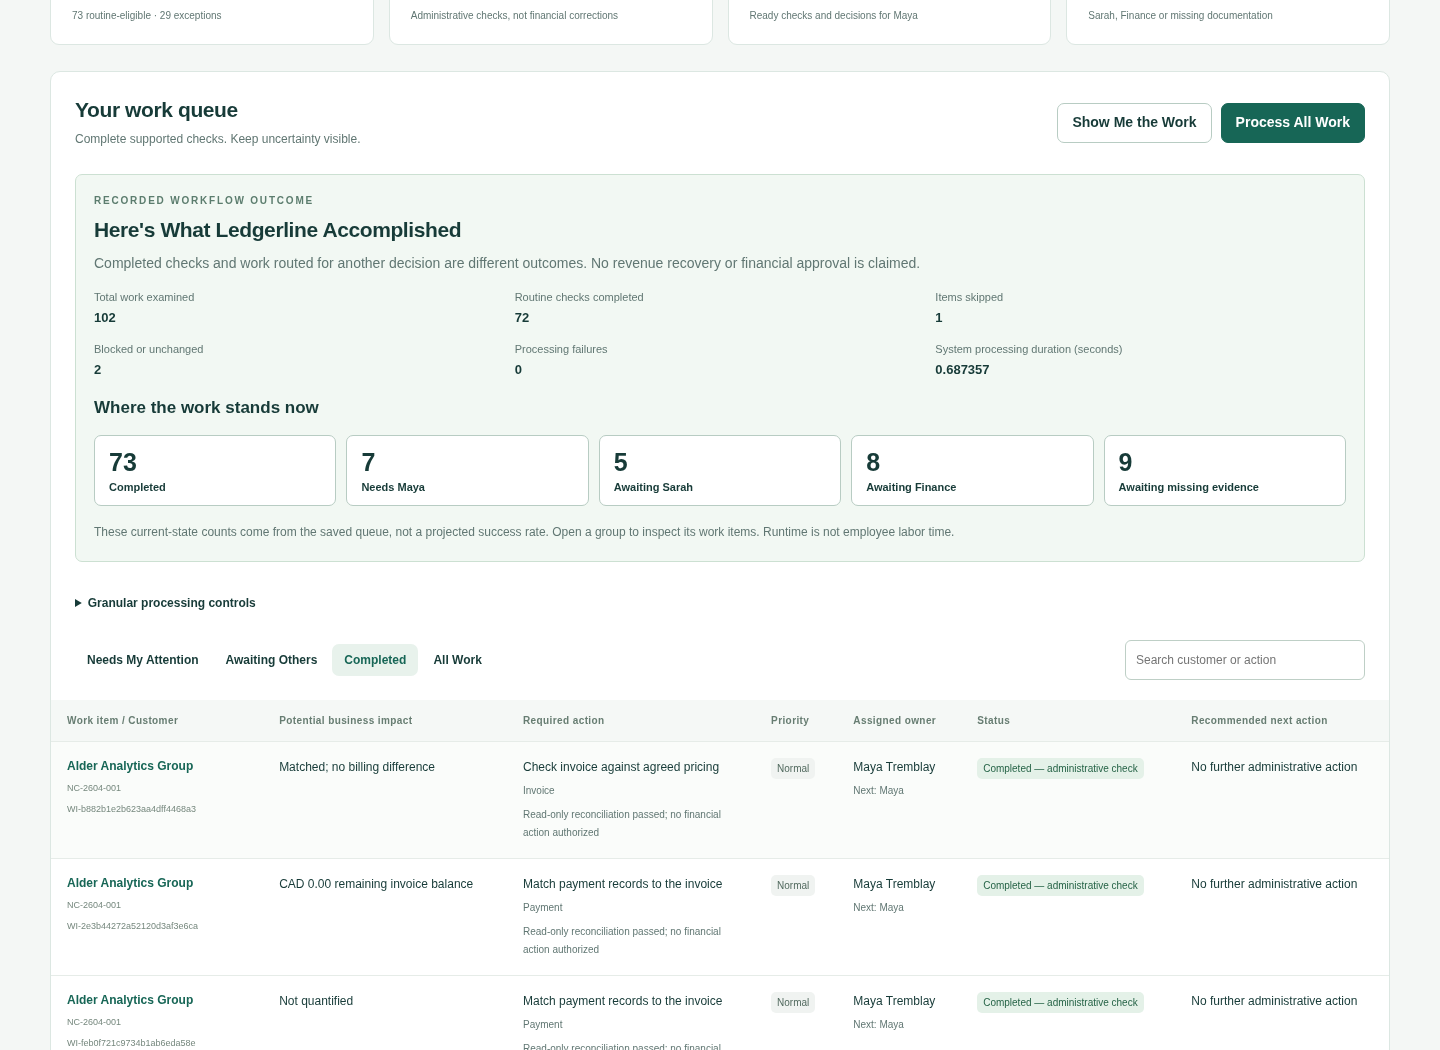 73 routine-eligible · 29 exceptions
Administrative checks, not financial corrections
Ready checks and decisions for Maya
Sarah, Finance or missing documentation
Your work queue
Complete supported checks. Keep uncertainty visible.
Show Me the Work
Process All Work
RECORDED WORKFLOW OUTCOME
Here's What Ledgerline Accomplished
Completed checks and work routed for another decision are different outcomes. No revenue recovery or financial approval is claimed.
Total work examined
102
Routine checks completed
72
Items skipped
1
Blocked or unchanged
2
Processing failures
0
System processing duration (seconds)
0.687357
Where the work stands now
73
Completed
7
Needs Maya
5
Awaiting Sarah
8
Awaiting Finance
9
Awaiting missing evidence
These current-state counts come from the saved queue, not a projected success rate. Open a group to inspect its work items. Runtime is not employee labor time.
Granular processing controls
Needs My Attention
Awaiting Others
Completed
All Work
Search customer or action
Work item / Customer
Potential business impact
Required action
Priority
Assigned owner
Status
Recommended next action
Alder Analytics Group
NC-2604-001
WI-b882b1e2b623aa4dff4468a3
Matched; no billing difference
Check invoice against agreed pricing
Invoice
Read-only reconciliation passed; no financial
action authorized
Normal
Maya Tremblay
Next: Maya
Completed — administrative check
No further administrative action
Alder Analytics Group
NC-2604-001
WI-2e3b44272a52120d3af3e6ca
CAD 0.00 remaining invoice balance
Match payment records to the invoice
Payment
Read-only reconciliation passed; no financial
action authorized
Normal
Maya Tremblay
Next: Maya
Completed — administrative check
No further administrative action
Alder Analytics Group
NC-2604-001
WI-feb0f721c9734b1ab6eda58e
Not quantified
Match payment records to the invoice
Payment
Read-only reconciliation passed; no financial
Normal
Maya Tremblay
Next: Maya
Completed — administrative check
No further administrative action